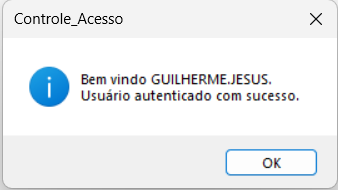 Controle_Acesso
Bem vindo GUILHERME.JESUS.
Usuário autenticado com sucesso.
OK